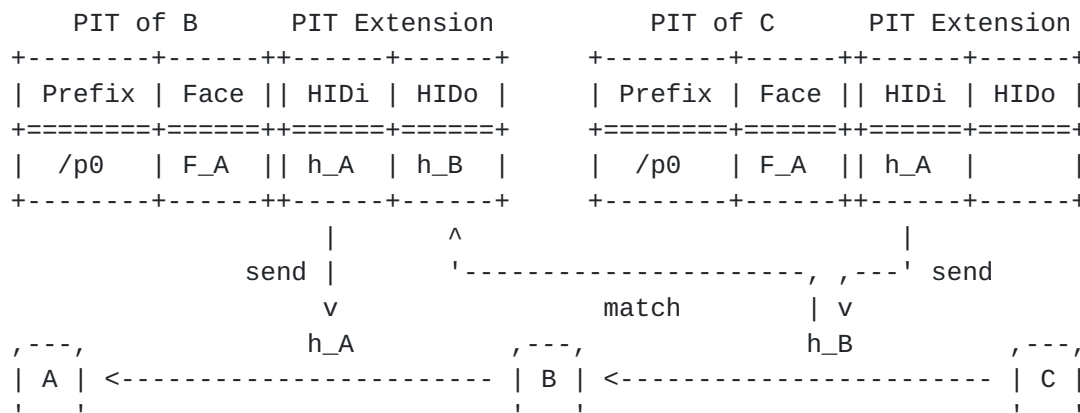 PIT of B      PIT Extension            PIT of C      PIT Extension
| Prefix | Face || HIDi | HIDo |     | Prefix | Face || HIDi | HIDo |
|  /p0   | F_A  || h_A  | h_B  |     |  /p0   | F_A  || h_A  |      |
send                                 send
match
h_A                             h_B
| A | <------------------------ | B | <------------------------ | C |